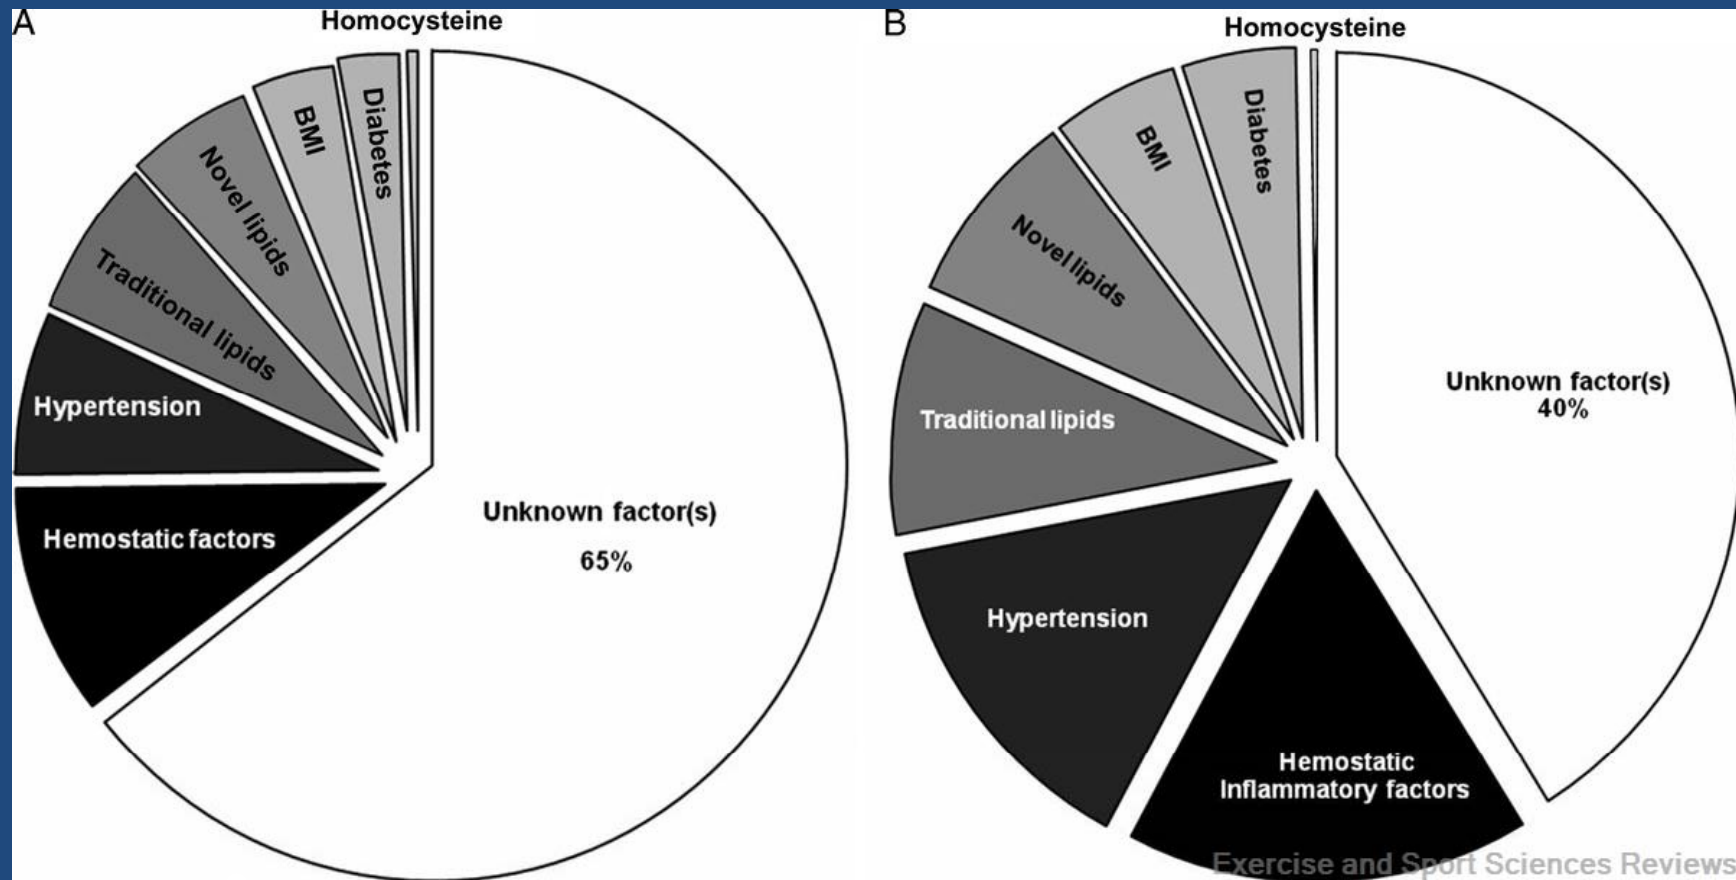 A
Homocysteine
Diabetes
BMI
Novel lipids
Traditional lipids
Hypertension
Hemostatic factors
Unknown factor(s)
65%
B
Homocysteine
Diabetes
BMI
Novel lipids
Traditional lipids
Hypertension
Hemostatic
Inflammatory factors
Unknown factor(s)
40%
Exercise and Sport Sciences Reviews